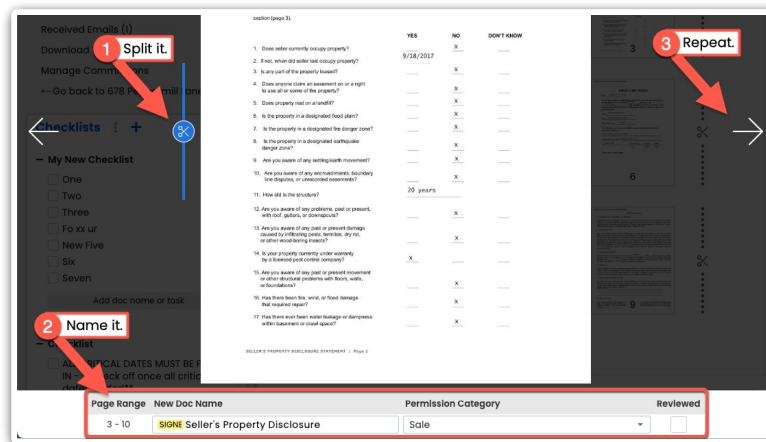 Received Emails (1)
Download
Manage Com
ons
←Go back to 678 Pe
mill
ane
Checklists
— My New Checklist
One
Two
Three
Fo xx ur
New Five
Six
Seven
Add doc name or task
1 Split it.
2 Name it.
3 Repeat.
section (page 3).
YES NO DON'T KNOW
1. Does seller currently occupy property? X
2. If not, when did seller last occupy property? 9/18/2017
3. Is any part of the property leased? X
4. Does anyone claim an easement on or a right
to use all or some of the property? X
5. Does property rest on a landfill? X
6. Is the property in a designated flood plain? X
7. Is the property in a designated fire danger zone? X
8. Is the property in a designated earthquake
danger zone? X
9. Are you aware of any settling/earth movement? X
10. Are you aware of any encroachments, boundary
line disputes, or unrecorded easements? X
11. How old is the structure? 20 years
12. Are you aware of any problems, past or present,
with roof, gutters, or downspouts? X
13. Are you aware of any past or present damage
caused by infiltrating pests, termites, dry rot,
or other wood-boring insects? X
14. Is your property currently under warranty
by a licensed pest control company? X
15. Are you aware of any past or present movement
or other structural problems with floors, walls,
or foundations? X
16. Has there been fire, wind, or flood damage
that required repair? X
17. Has there ever been water leakage or dampness
within basement or crawl space? X
SELLER'S PROPERTY DISCLOSURE STATEMENT | Page 2
3
6
9
Page Range New Doc Name Permission Category Reviewed
3 - 10 SIGNE Seller's Property Disclosure Sale